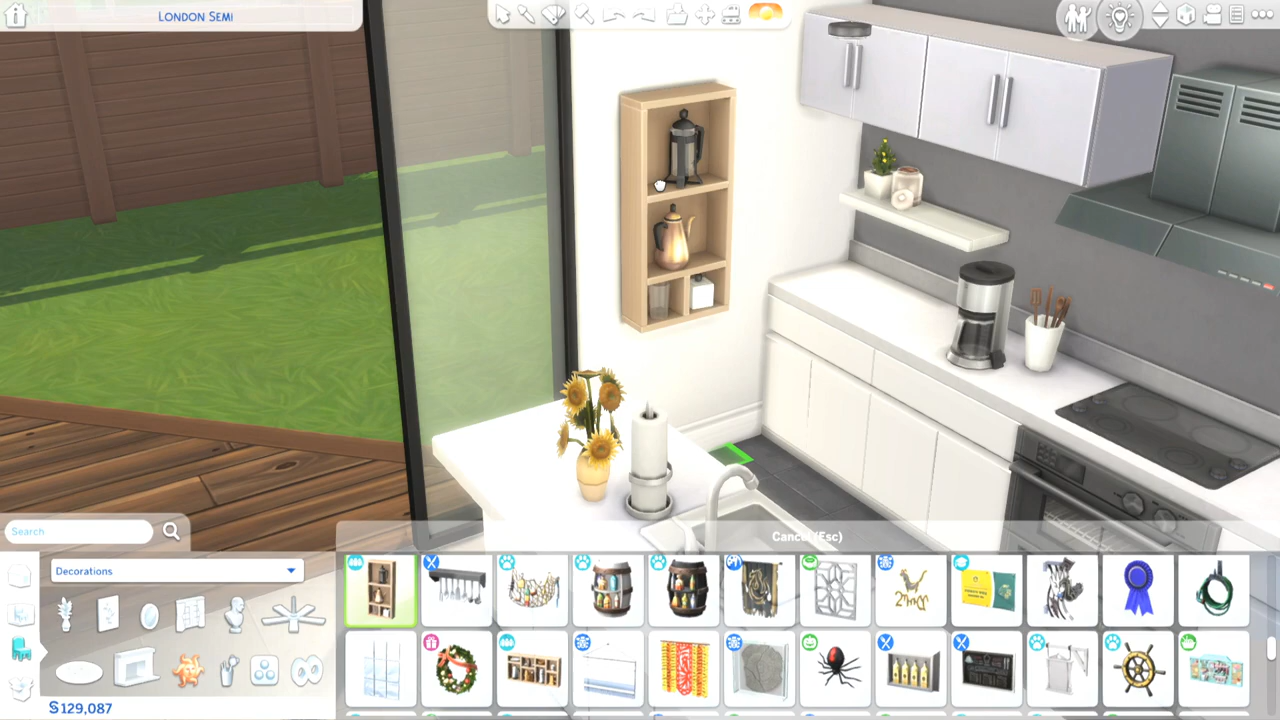 LONDON SEMI
Cancel (Esc)
Search
Decorations
§129,087